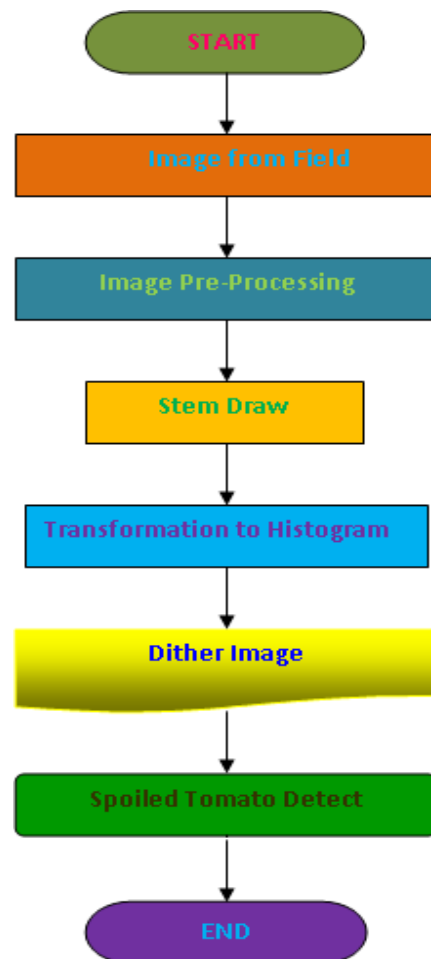 START
Image from Field
Image Pre-Processing
Stem Draw
Transformation to Histogram
Dither Image
Spoiled Tomato Detect
END